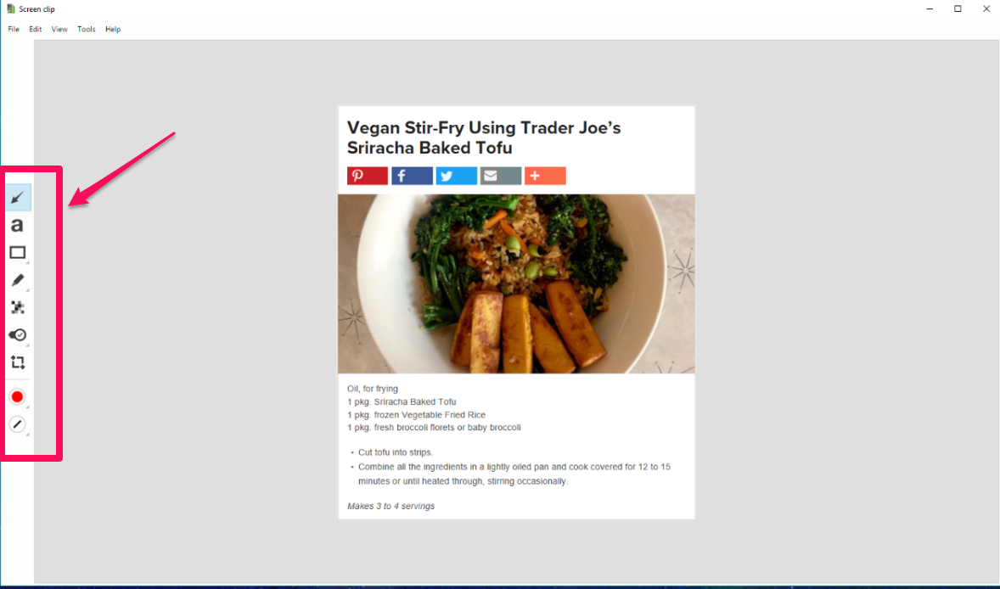 Screen clip
File Edit View Tools Help
Vegan Stir-Fry Using Trader Joe's
Sriracha Baked Tofu
a
Oil, for frying
1 pkg. Sriracha Baked Tofu
1 pkg. frozen Vegetable Fried Rice
1 pkg. fresh broccoli florets or baby broccoli
• Cut tofu into strips.
• Combine all the ingredients in a lightly oiled pan and cook covered for 12 to 15
minutes or until heated through, stirring occasionally.
Makes 3 to 4 servings